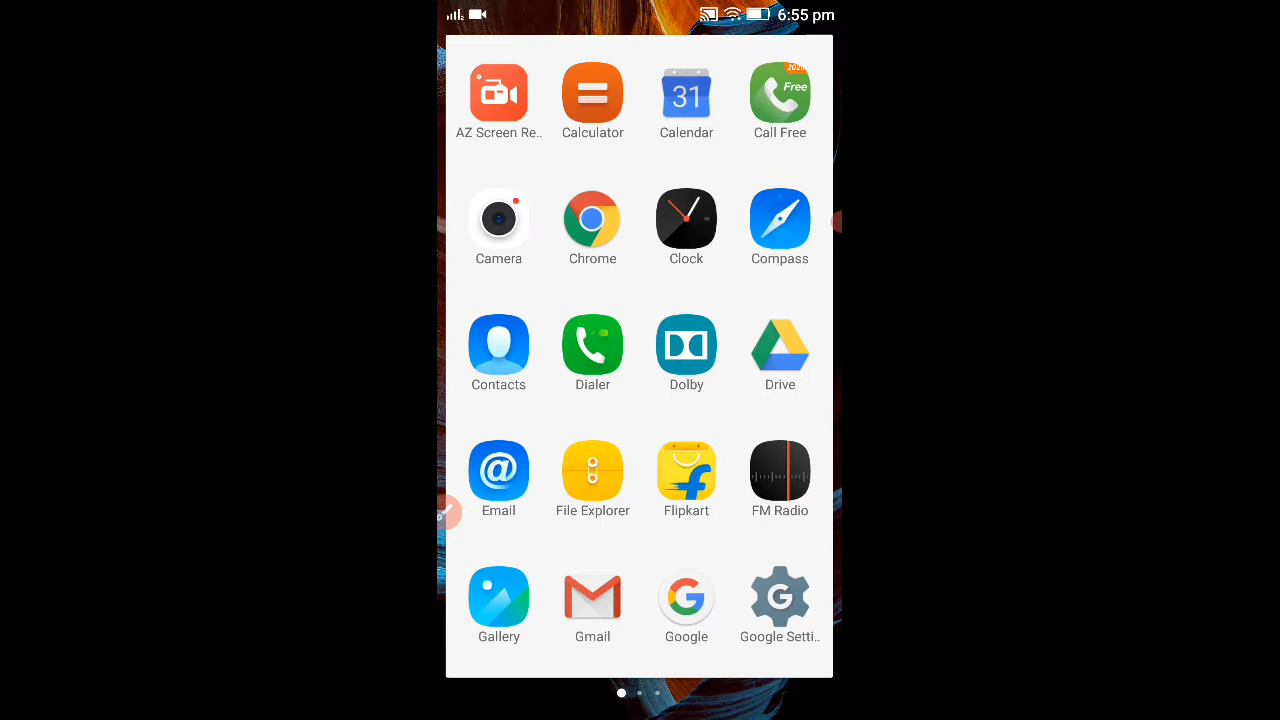 6:55 pm
2020
Free
31
AZ Screen Re.. Calculator Calendar Call Free
Camera Chrome Clock Compass
Contacts Dialer Dolby Drive
@
f
Email File Explorer Flipkart FM Radio
G
G
Gallery Gmail Google Google Setti..